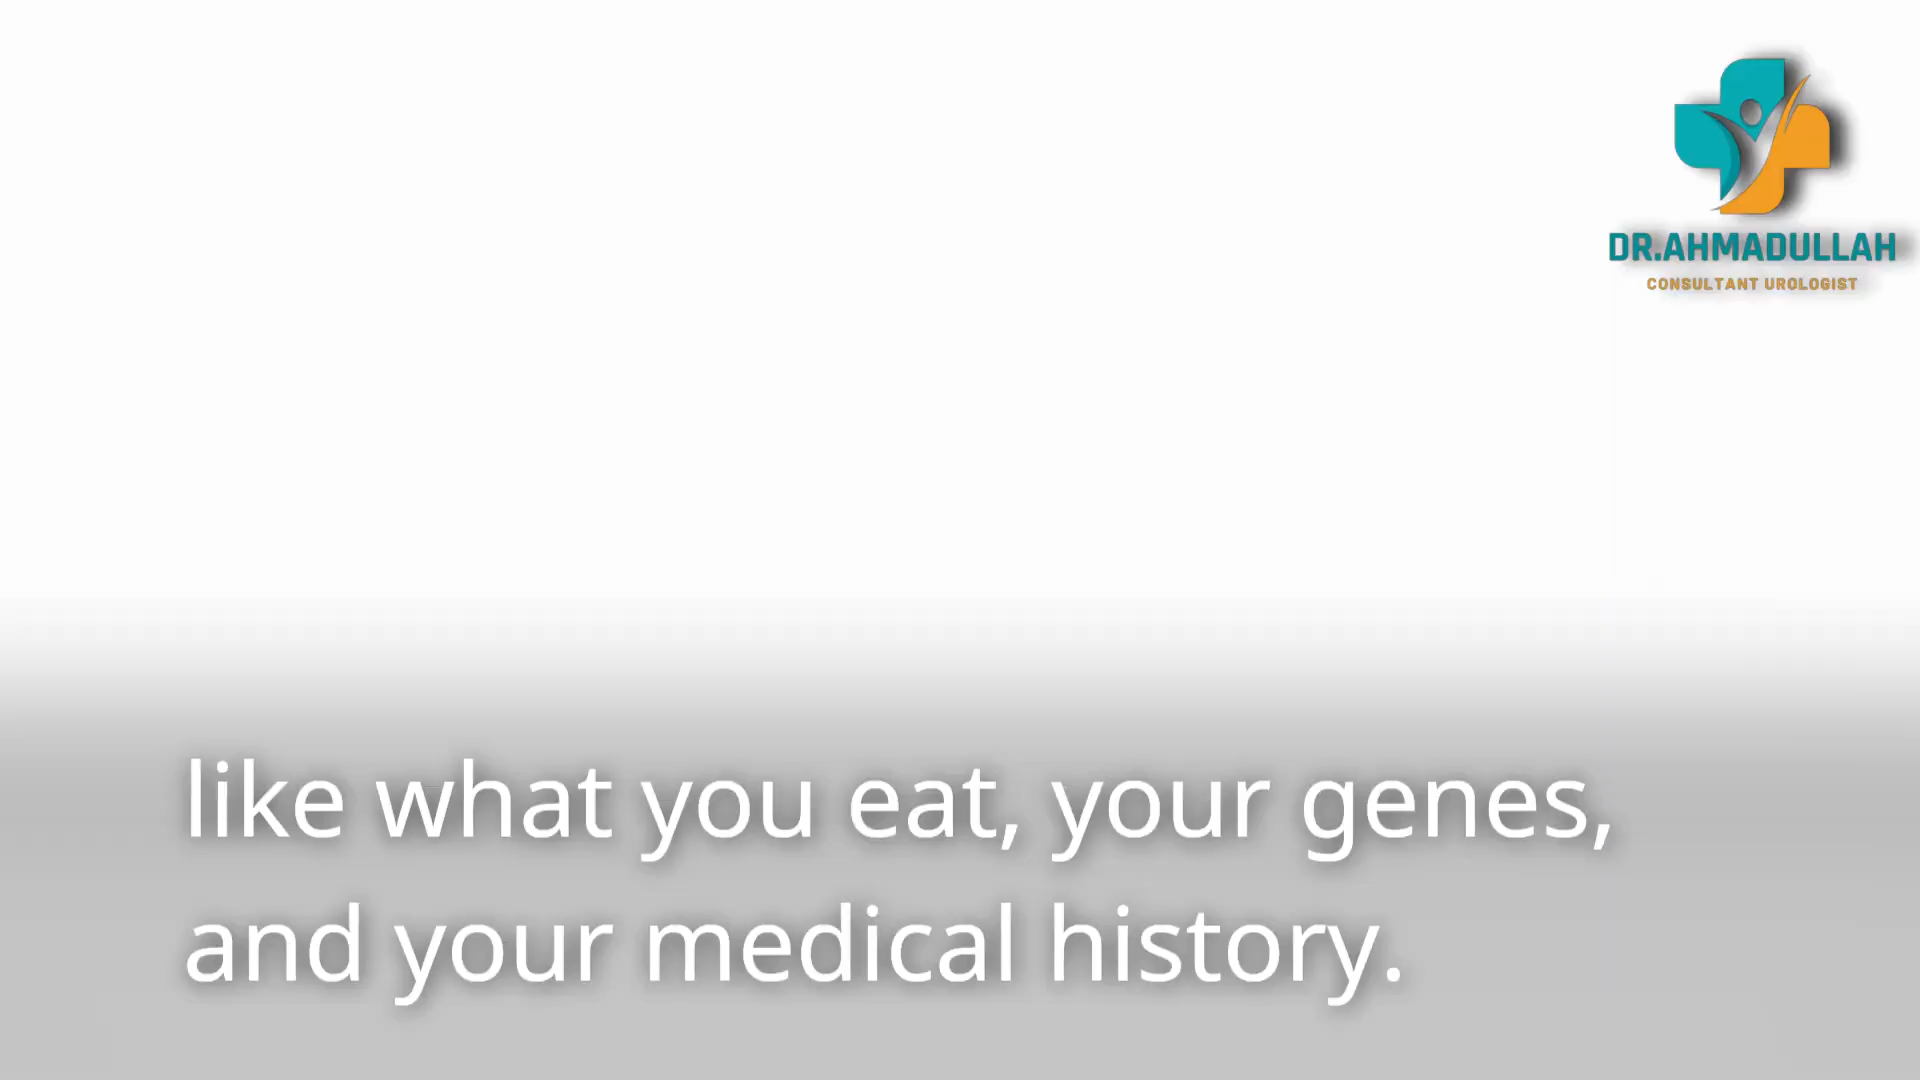 DR.AHMADULLAH
CONSULTANT UROLOGIST
like what you eat, your genes,
and your medical history.